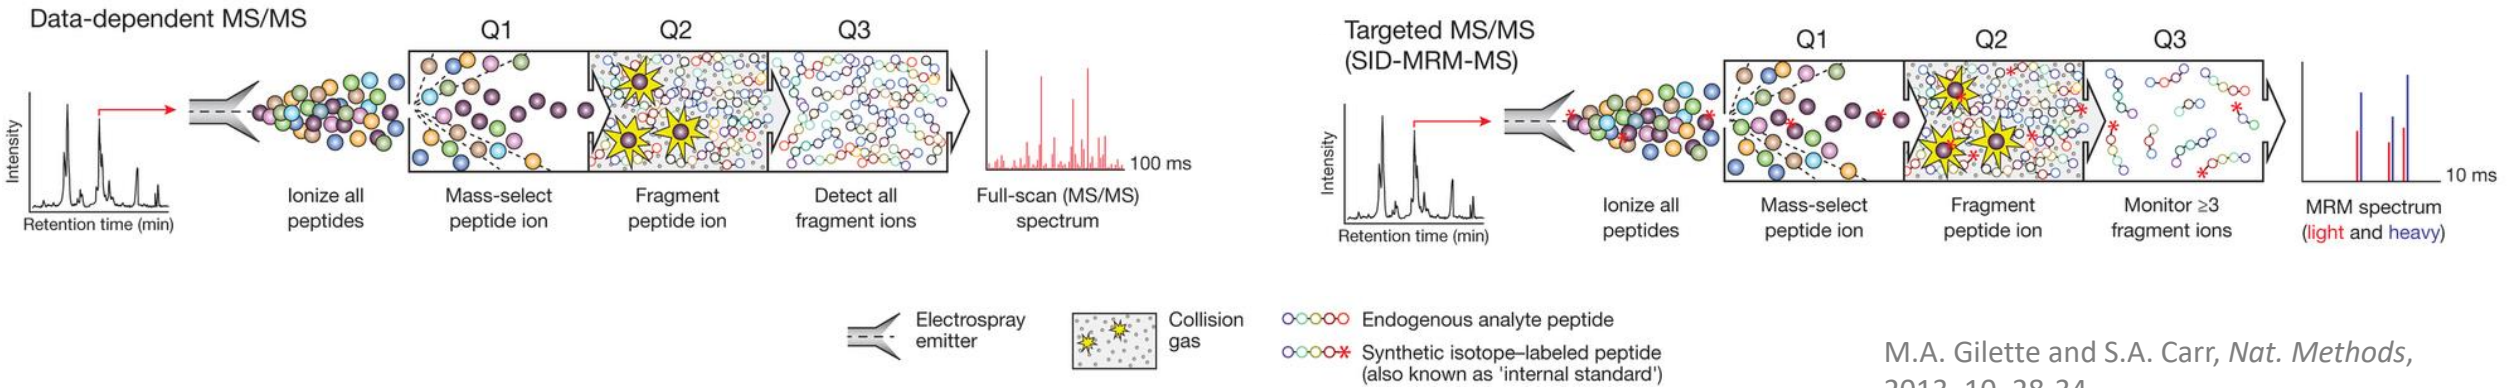 Data-dependent MS/MS
Q1
Q2
Q3
Intensity
Retention time (min)
Ionize all
peptides
Mass-select
peptide ion
Fragment
peptide ion
Detect all
fragment ions
100 ms
Full-scan (MS/MS)
spectrum
Targeted MS/MS
(SID-MRM-MS)
Q1
Q2
Q3
Intensity
Retention time (min)
Ionize all
peptides
Mass-select
peptide ion
Fragment
peptide ion
Monitor ≥3
fragment ions
10 ms
MRM spectrum
(light and heavy)
Electrospray
emitter
Collision
gas
Endogenous analyte peptide
Synthetic isotope–labeled peptide
(also known as 'internal standard')
M.A. Gilette and S.A. Carr, Nat. Methods,